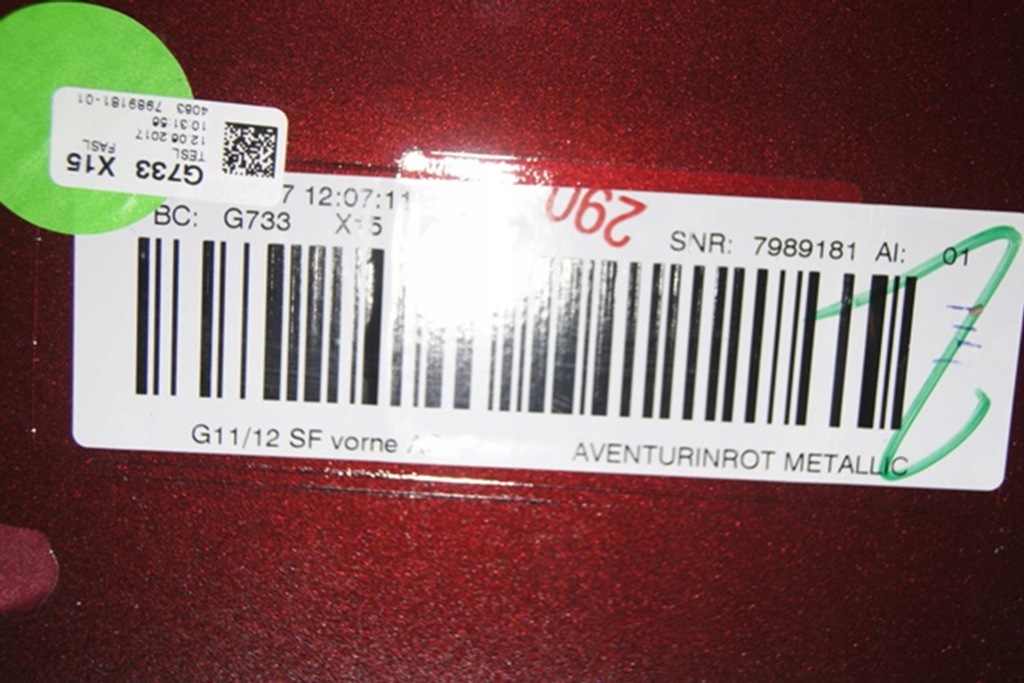 G733 X15
TESL FASL
12.06.2017
10:31:56
4083 7989181-01
7 12:07:11
BC: G733 X15
290
SNR: 7989181 AI: 01
G11/12 SF vorne
AVENTURINROT METALLIC